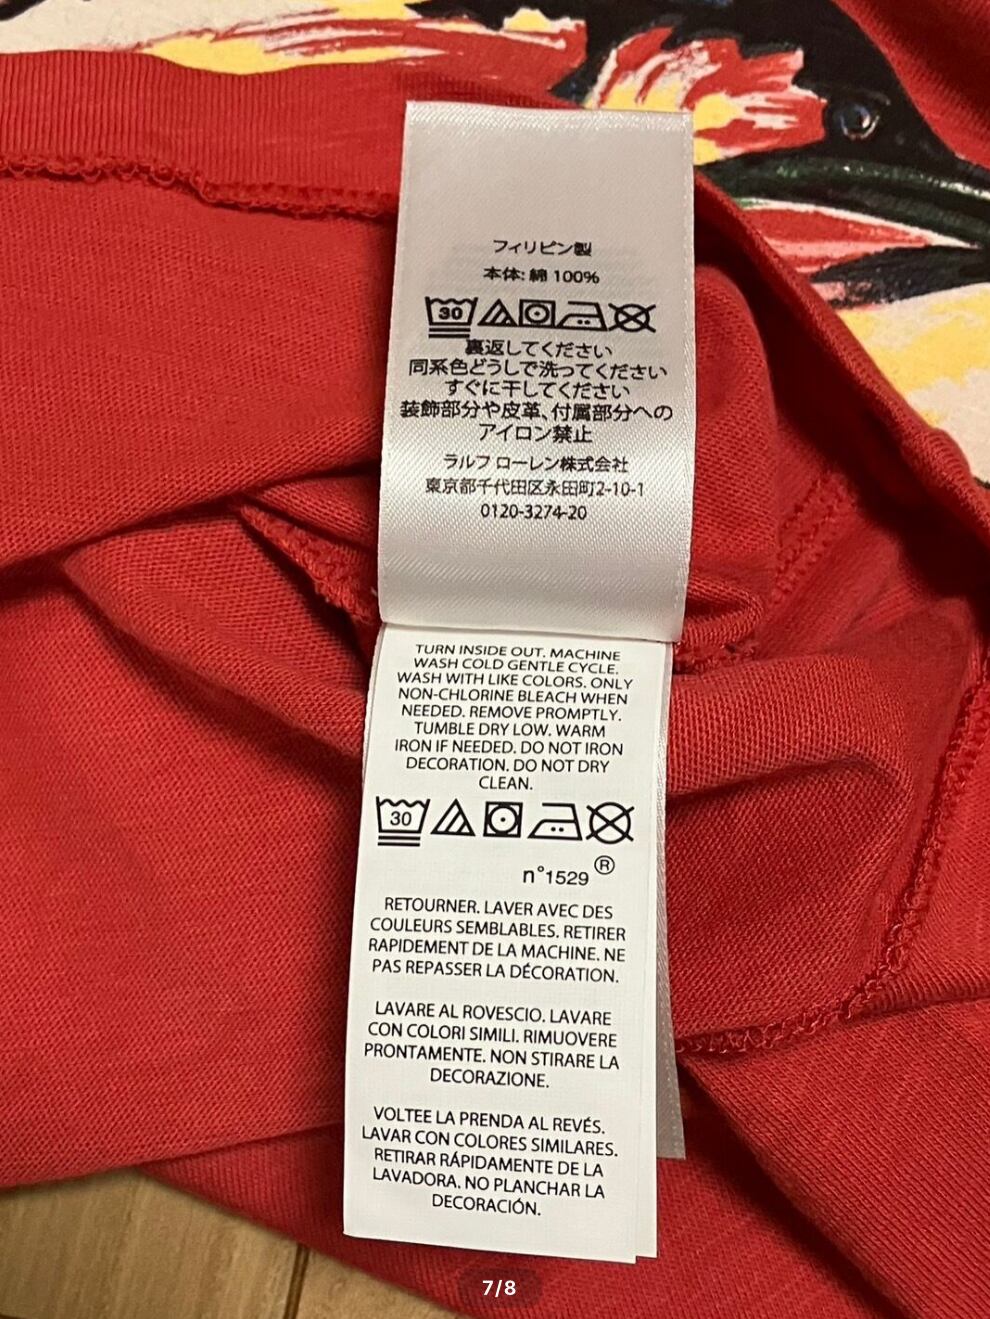 フィリピン製
本体: 綿 100%
30
裏返してください
同系色どうしで洗ってください
すぐに干してください
装飾部分や皮革、付属部分への
アイロン禁止
ラルフ ローレン株式会社
東京都千代田区永田町2-10-1
0120-3274-20
TURN INSIDE OUT. MACHINE
WASH COLD GENTLE CYCLE.
WASH WITH LIKE COLORS. ONLY
NON-CHLORINE BLEACH WHEN
NEEDED. REMOVE PROMPTLY.
TUMBLE DRY LOW. WARM
IRON IF NEEDED. DO NOT IRON
DECORATION. DO NOT DRY
CLEAN.
30
n°1529 ®
RETOURNER. LAVER AVEC DES
COULEURS SEMBLABLES. RETIRER
RAPIDEMENT DE LA MACHINE. NE
PAS REPASSER LA DÉCORATION.
LAVARE AL ROVESCIO. LAVARE
CON COLORI SIMILI. RIMUOVERE
PRONTAMENTE. NON STIRARE LA
DECORAZIONE.
VOLTEE LA PRENDA AL REVÉS.
LAVAR CON COLORES SIMILARES.
RETIRAR RÁPIDAMENTE DE LA
LAVADORA. NO PLANCHAR LA
DECORACIÓN.
7/8